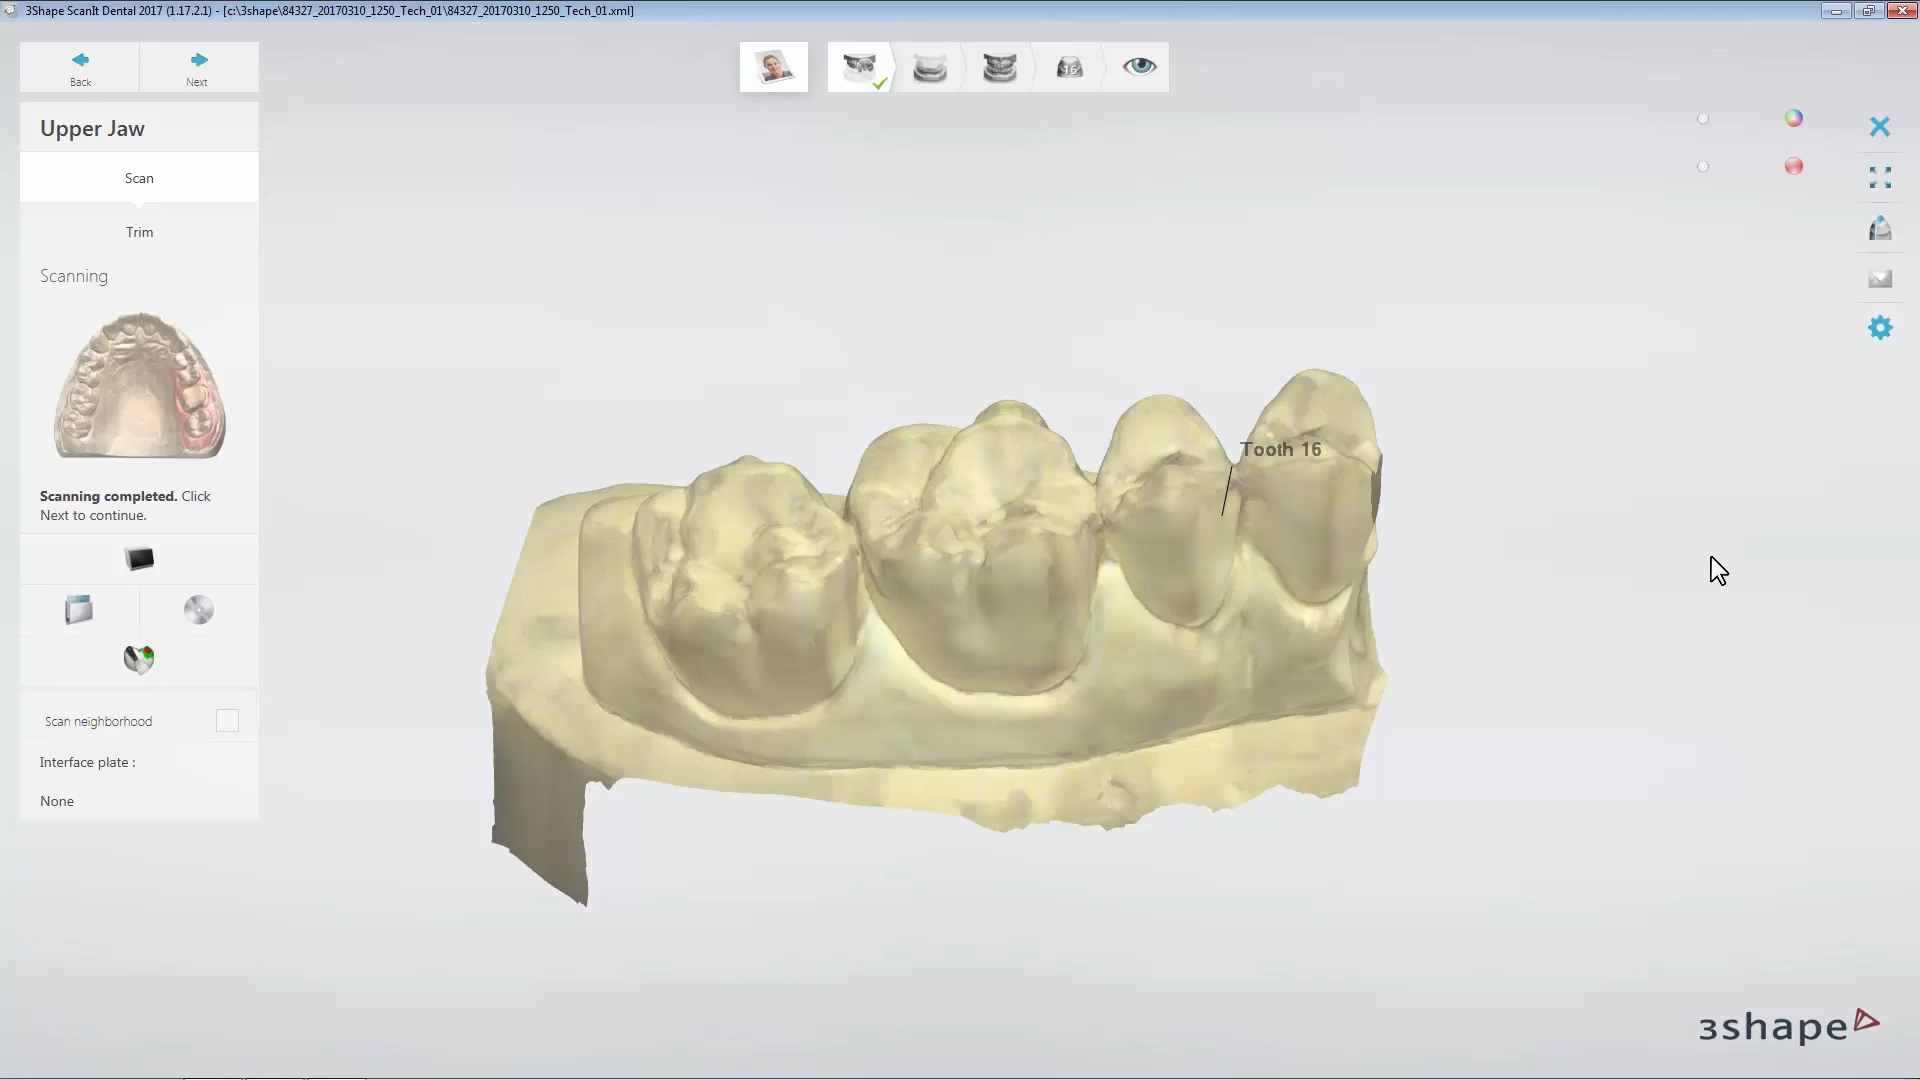 3Shape ScanIt Dental 2017 (1.17.2.1) - [c:\3shape\84327_20170310_1250_Tech_01\84327_20170310_1250_Tech_01.xml]
Back
Next
16
Upper Jaw
Scan
Trim
Scanning
Scanning completed. Click
Next to continue.
Scan neighborhood
Interface plate :
None
Tooth 16
3shape